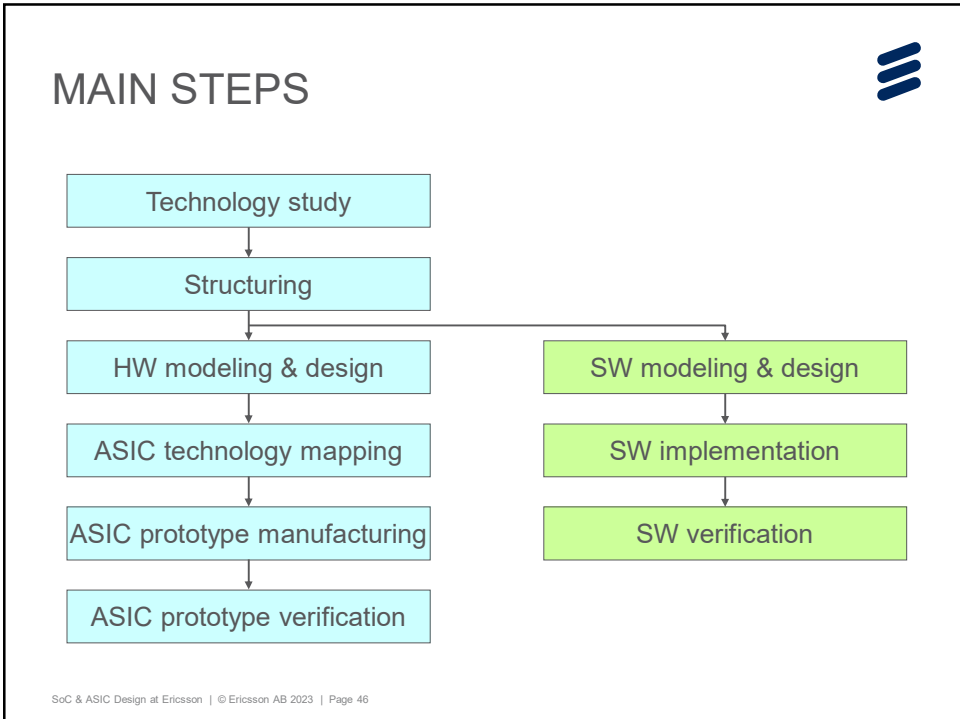 MAIN STEPS
Technology study
Structuring
HW modeling & design
SW modeling & design
ASIC technology mapping
SW implementation
ASIC prototype manufacturing
SW verification
ASIC prototype verification
SoC & ASIC Design at Ericsson | © Ericsson AB 2023 | Page 46